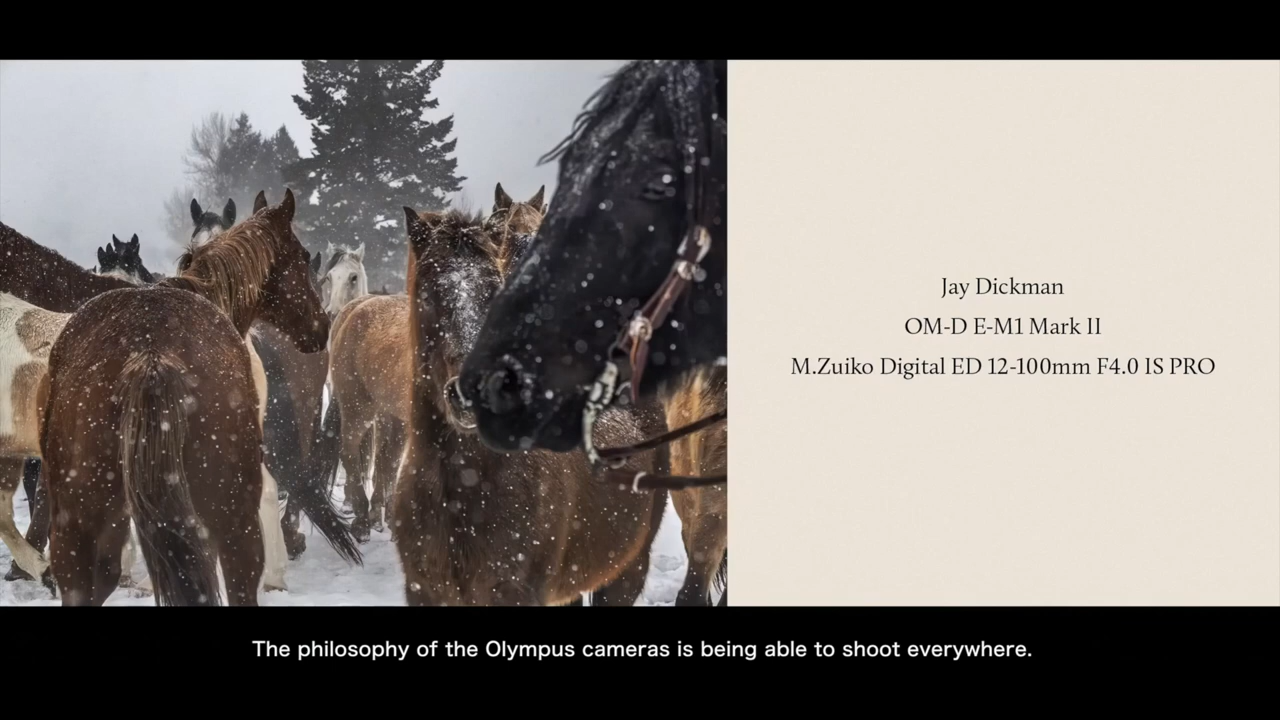 Jay Dickman
OM-D E-M1 Mark II
M.Zuiko Digital ED 12-100mm F4.0 IS PRO
The philosophy of the Olympus cameras is being able to shoot everywhere.